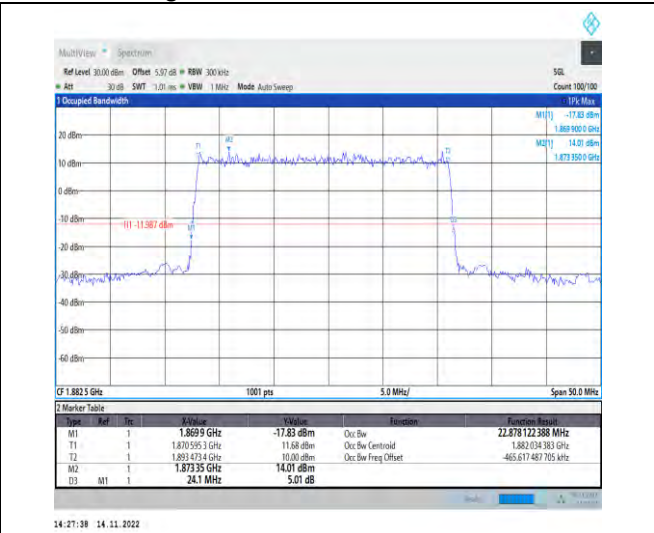 MultiView Spectrum
Ref Level 30.00 dBm Offset 5.97 dB RBW 300 kHz SGL
Att 30 dB SWT 1.01 ms VBW 1 MHz Mode Auto Sweep Count 100/100
1 Occupied Bandwidth 1Pk Max
M1[1] -17.83 dBm
1.869 900 0 GHz
M2[1] 14.01 dBm
1.873 350 0 GHz
20 dBm
M2
T1
T2
10 dBm
0 dBm
-10 dBm
H1 -11.987 dBm
M1
D3
-20 dBm
-30 dBm
-40 dBm
-50 dBm
-60 dBm
CF 1.882 5 GHz 1001 pts 5.0 MHz/ Span 50.0 MHz
2 Marker Table
Type Ref Trc X-Value Y-Value Function Function Result
M1 1 1.869 9 GHz -17.83 dBm Occ Bw 22.878 122 388 MHz
T1 1 1.870 595 3 GHz 11.68 dBm Occ Bw Centroid 1.882 034 383 GHz
T2 1 1.893 473 4 GHz 10.00 dBm Occ Bw Freq Offset -465.617 487 705 kHz
M2 1 1.873 35 GHz 14.01 dBm
D3 M1 1 24.1 MHz 5.01 dB
14:27:38 14.11.2022